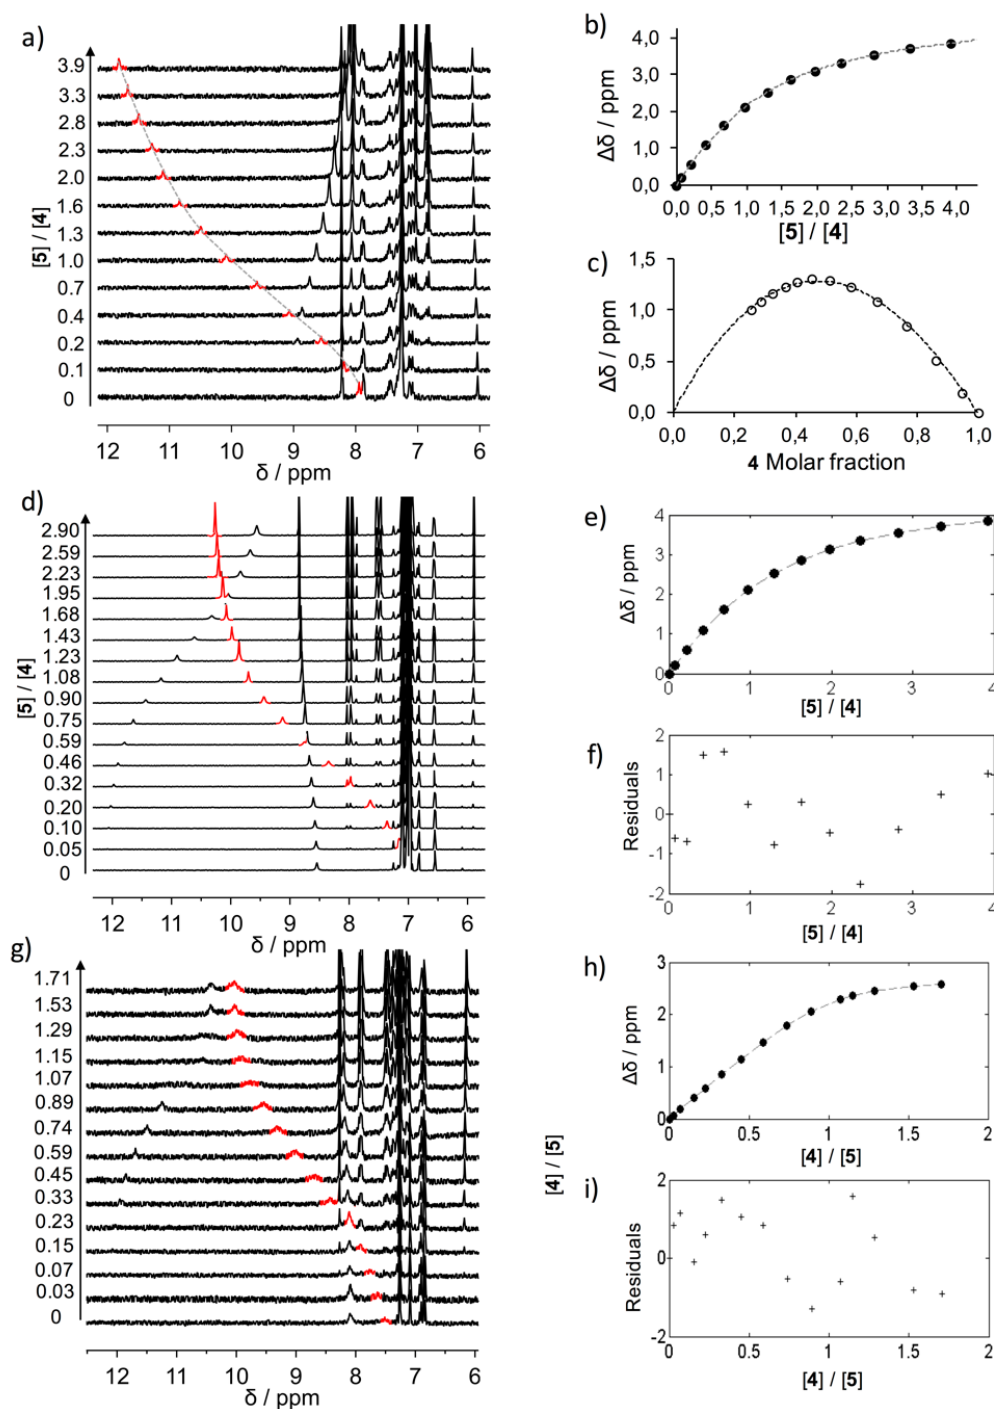 a)
[5] / [4]
3.9
3.3
2.8
2.3
2.0
1.6
1.3
1.0
0.7
0.4
0.2
0.1
0
12 11 10 9 8 7 6
δ / ppm
b)
Δδ / ppm
4,0
3,0
2,0
1,0
0,0
0,0 0,5 1,0 1,5 2,0 2,5 3,0 3,5 4,0
[5] / [4]
c)
Δδ / ppm
1,5
1,0
0,5
0,0
0,0 0,2 0,4 0,6 0,8 1,0
4 Molar fraction
d)
[5] / [4]
2.90
2.59
2.23
1.95
1.68
1.43
1.23
1.08
0.90
0.75
0.59
0.46
0.32
0.20
0.10
0.05
0
12 11 10 9 8 7 6
δ / ppm
e)
Δδ / ppm
4
3
2
1
0
0 1 2 3 4
[5] / [4]
f)
Residuals
2
1
0
-1
-2
0 1 2 3 4
[5] / [4]
g)
1.71
1.53
1.29
1.15
1.07
0.89
0.74
0.59
0.45
0.33
0.23
0.15
0.07
0.03
0
12 11 10 9 8 7 6
δ / ppm
[4] / [5]
h)
Δδ / ppm
3
2
1
0
0 0.5 1 1.5 2
[4] / [5]
i)
Residuals
2
0
-2
0 0.5 1 1.5 2
[4] / [5]